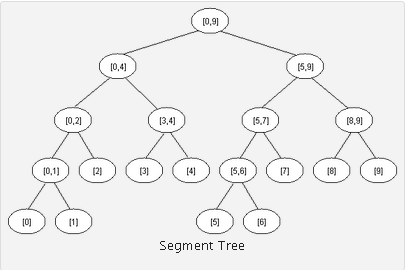 [0,9]
[0,4] [5,9]
[0,2] [3,4] [5,7] [8,9]
[0,1] [2] [3] [4] [5,6] [7] [8] [9]
[0] [1] [5] [6]
Segment Tree